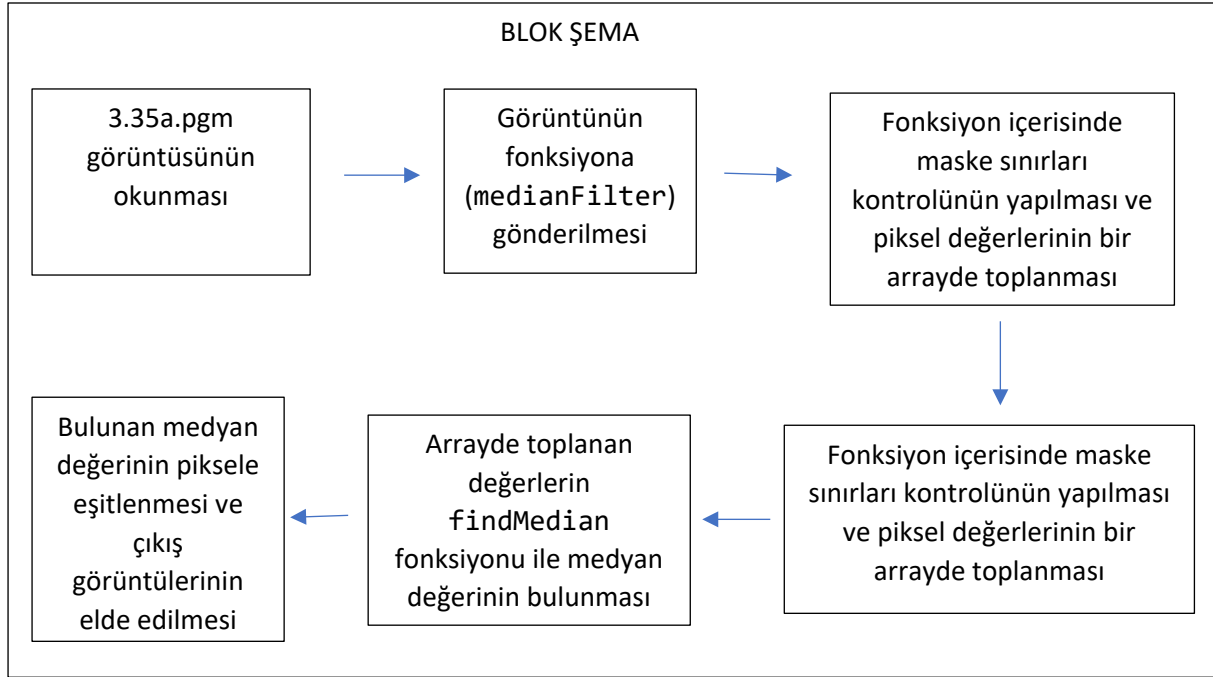 BLOK ŞEMA
3.35a.pgm
görüntüsünün
okunması
Görüntünün
fonksiyona
(medianFilter)
gönderilmesi
Fonksiyon içerisinde
maske sınırları
kontrolünün yapılması ve
piksel değerlerinin bir
arrayde toplanması
Fonksiyon içerisinde maske
sınırları kontrolünün yapılması
ve piksel değerlerinin bir
arrayde toplanması
Arrayde toplanan
değerlerin
findMedian
fonksiyonu ile medyan
değerinin bulunması
Bulunan medyan
değerinin piksele
eşitlenmesi ve
çıkış
görüntülerinin
elde edilmesi